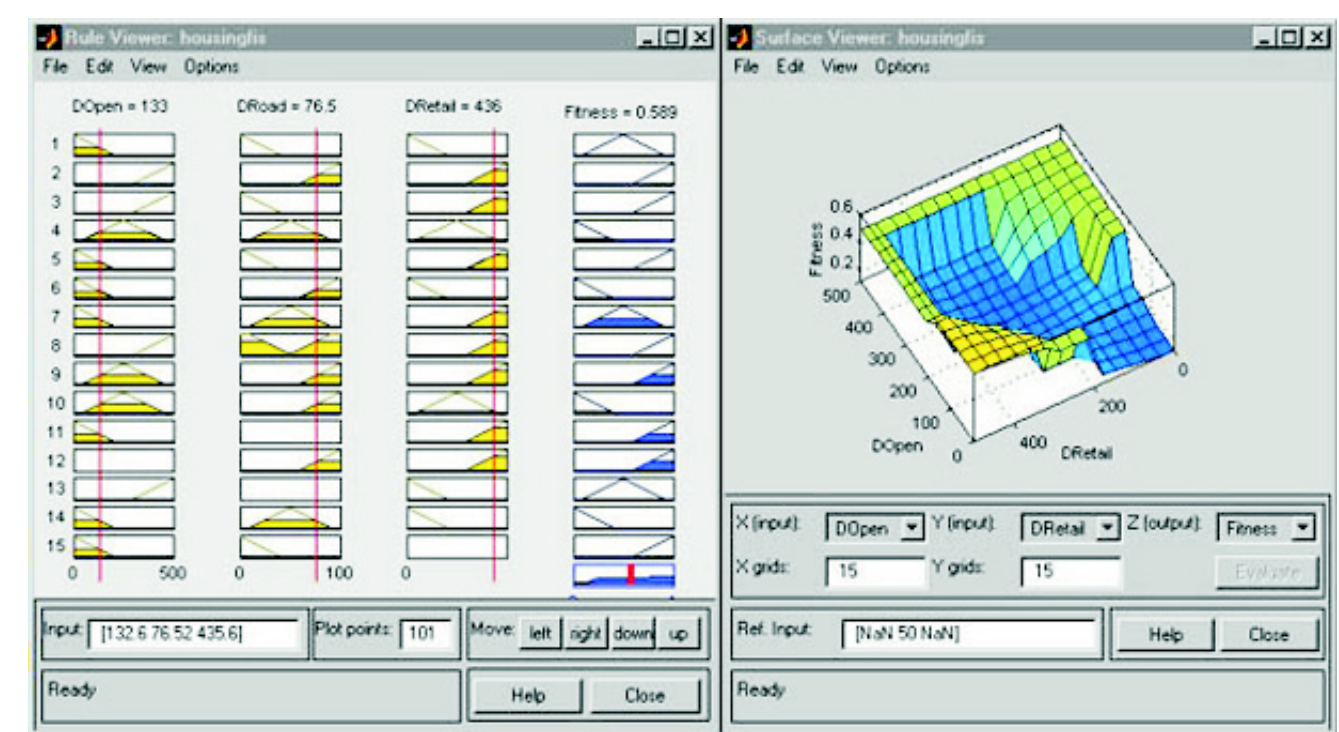 Rule Viewer: housingfis
File Edit View Options
DOpen = 133 DRoad = 76.5 DRetail = 436 Fitness = 0.589
1
2
3
4
5
6
7
8
9
10
11
12
13
14
15
0 500 0 100 0
Input: [132.6 76.52 435.6] Plot points: 101 Move: left right down up
Ready Help Close
Surface Viewer: housingfis
File Edit View Options
0.6
0.4
0.2
Fitness
500
400
300
200
100
0
DOpen
400
200
0
DRetail
X (input): DOpen Y (input): DRetail Z (output): Fitness
X grids: 15 Y grids: 15 Evaluate
Ref. Input: [NaN 50 NaN] Help Close
Ready